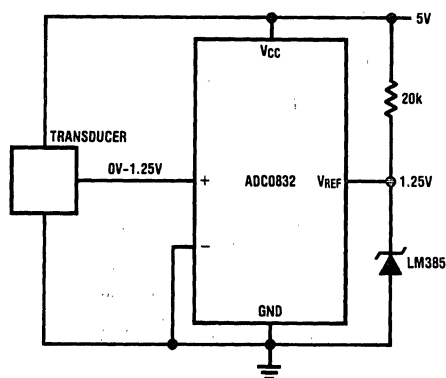 5V
VCC
20k
TRANSDUCER
0V–1.25V
+
ADC0832
VREF
1.25V
−
LM385
GND